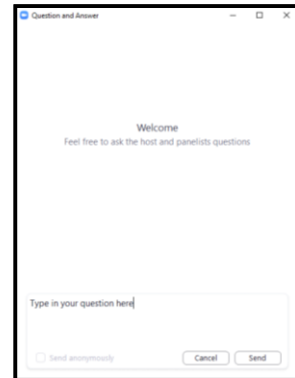 Question and Answer
Welcome
Feel free to ask the host and panelists questions
Type in your question here
Send anonymously
Cancel Send